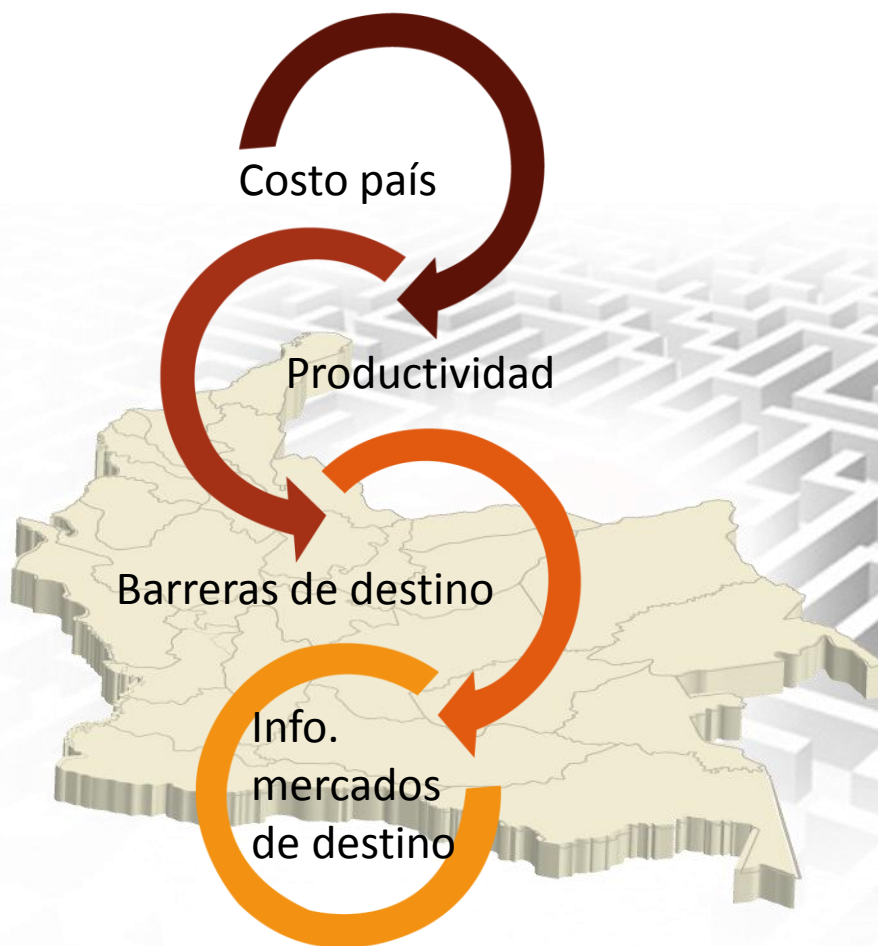 Costo país
Productividad
Barreras de destino
Info.
mercados
de destino